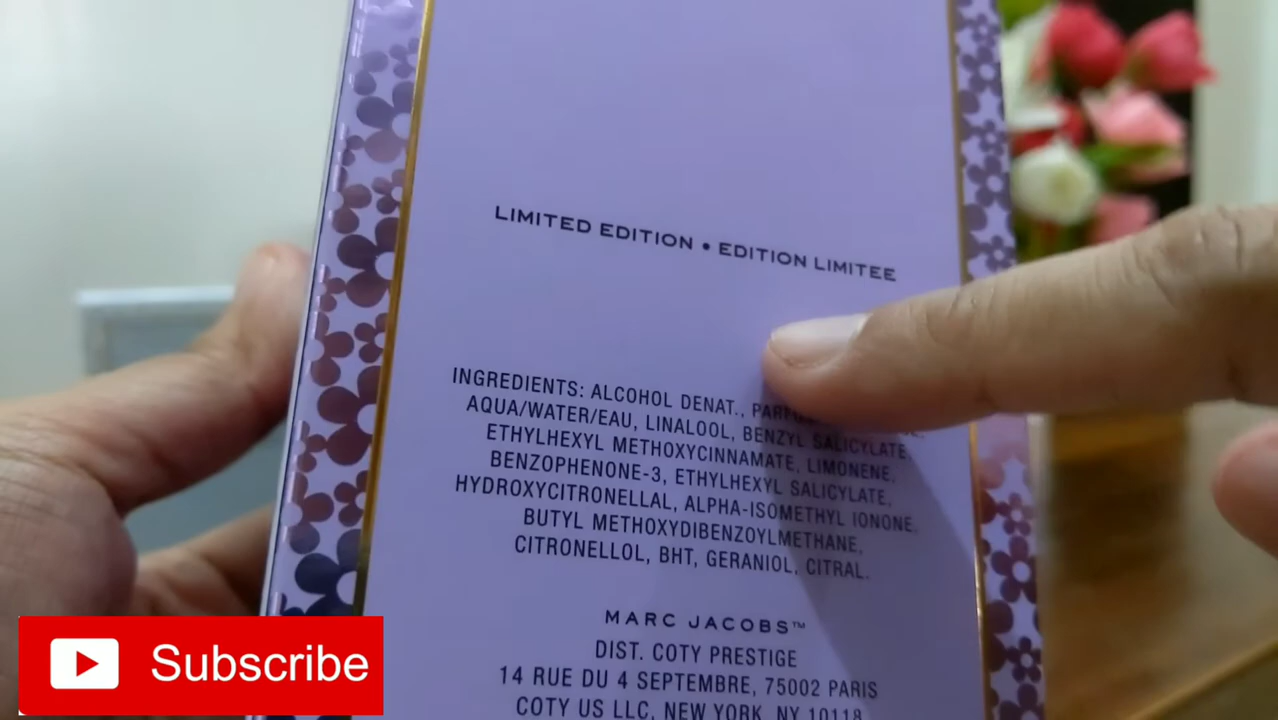 LIMITED EDITION • EDITION LIMITEE
INGREDIENTS: ALCOHOL DENAT.,
AQUA/WATER/EAU, LINALOOL, BENZYL SALICYLATE,
ETHYLHEXYL METHOXYCINNAMATE, LIMONENE,
BENZOPHENONE-3, ETHYLHEXYL SALICYLATE,
HYDROXYCITRONELLAL, ALPHA-ISOMETHYL IONONE,
BUTYL METHOXYDIBENZOYLMETHANE,
CITRONELLOL, BHT, GERANIOL, CITRAL.
MARC JACOBS™
DIST. COTY PRESTIGE
14 RUE DU 4 SEPTEMBRE, 75002 PARIS
COTY US LLC, NEW YORK, NY 10118
Subscribe